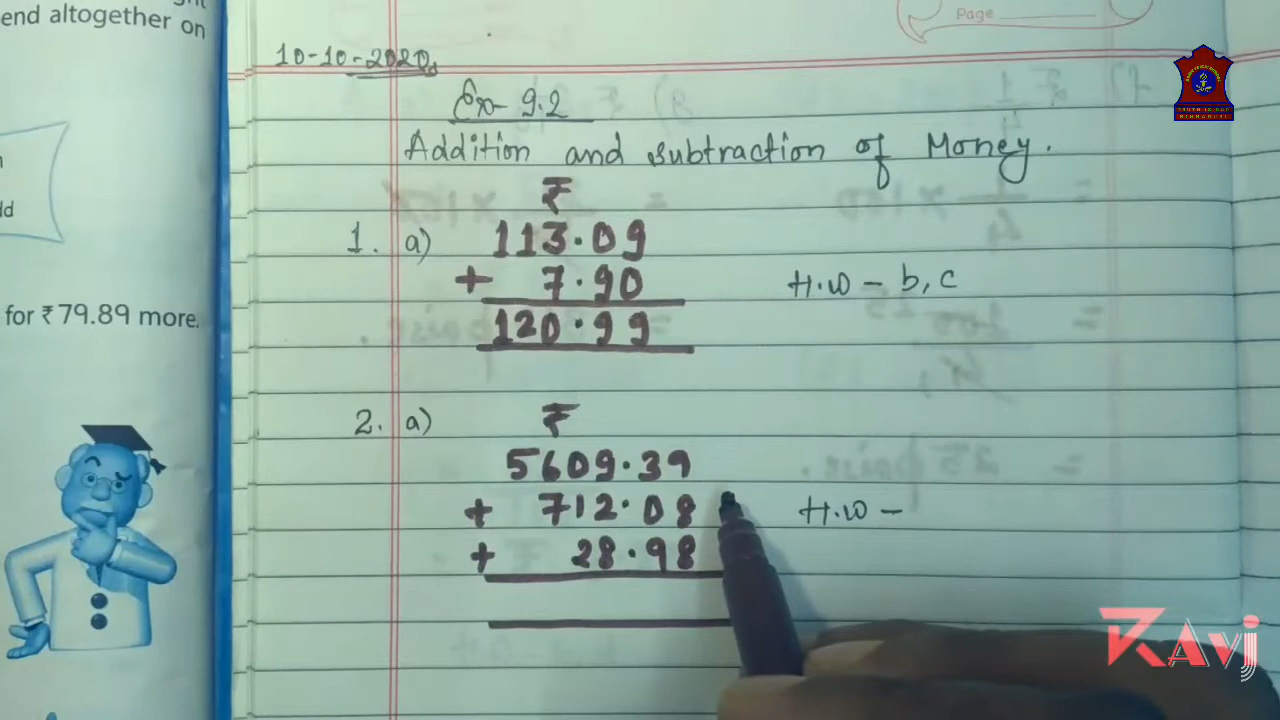 end altogether on
for ₹ 79.89 more.
Page
10-10-2020
Ex- 9.2
Addition and subtraction of Money.
₹
1. a) 113.09
+ 7.90
120.99
H.W - b, c
2. a) ₹
5609.39
+ 712.08
+ 28.98
H.W -
RAvj